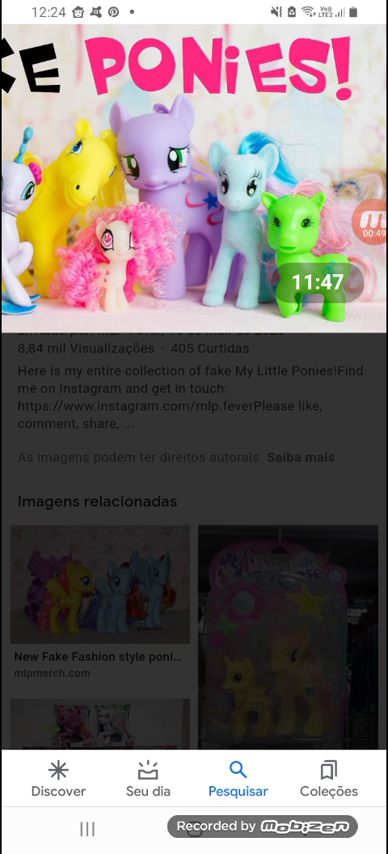 12:24
Vo))
LTE2
KE PONiES!
00:49
11:47
8,84 mil Visualizações · 405 Curtidas
Here is my entire collection of fake My Little Ponies!Find
me on Instagram and get in touch:
https://www.instagram.com/mlp.feverPlease like,
comment, share, ...
As imagens podem ter direitos autorais. Saiba mais
Imagens relacionadas
New Fake Fashion style poni...
mlpmerch.com
Discover
Seu dia
Pesquisar
Coleções
Recorded by Mobizen